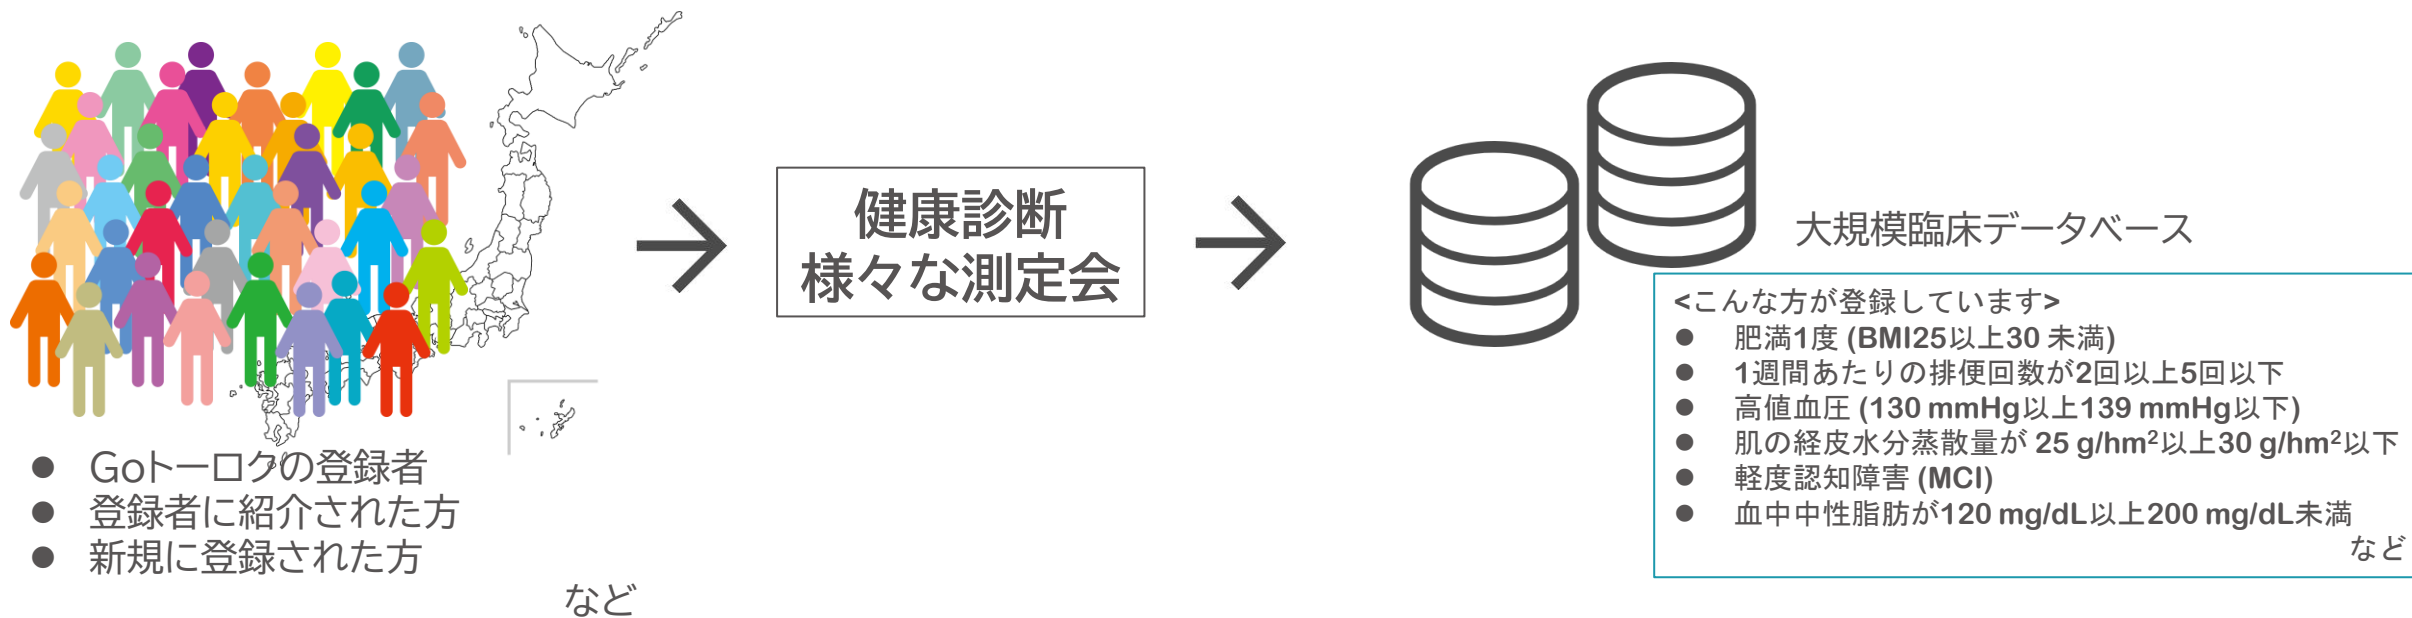 ● Goトーロクの登録者
● 登録者に紹介された方
● 新規に登録された方
など
健康診断
様々な測定会
大規模臨床データベース
<こんな方が登録しています>
● 肥満1度 (BMI25以上30 未満)
● 1週間あたりの排便回数が2回以上5回以下
● 高値血圧 (130 mmHg以上139 mmHg以下)
● 肌の経皮水分蒸散量が 25 g/hm²以上30 g/hm²以下
● 軽度認知障害 (MCI)
● 血中中性脂肪が120 mg/dL以上200 mg/dL未満
など